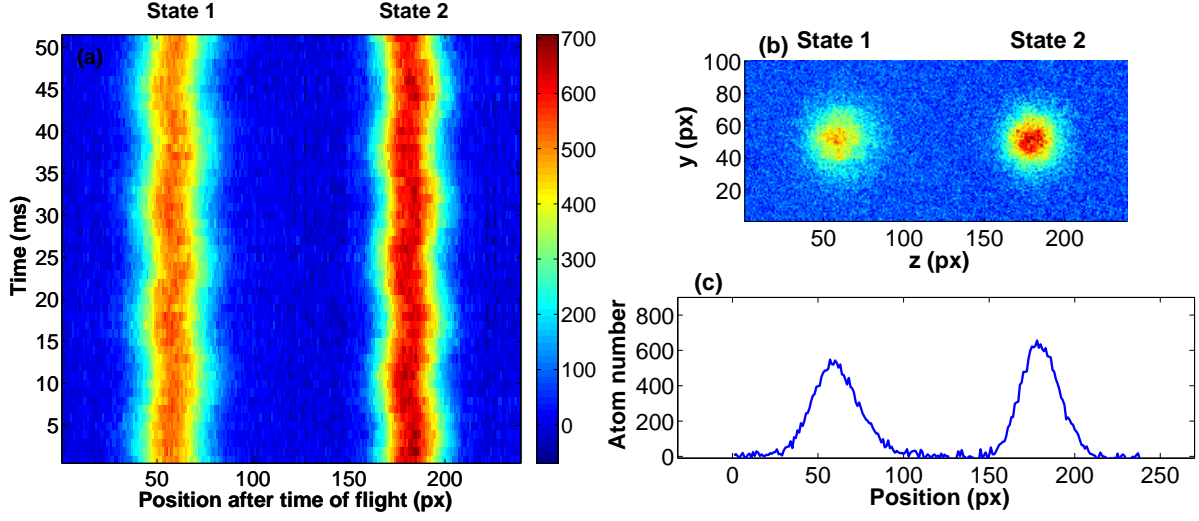 State 1 State 2
(a)
50
45
40
35
30
25
20
15
10
5
Time (ms)
50 100 150 200
Position after time of flight (px)
700
600
500
400
300
200
100
0
(b) State 1 State 2
100
80
60
40
20
y (px)
50 100 150 200
z (px)
(c)
800
600
400
200
0
Atom number
0 50 100 150 200 250
Position (px)